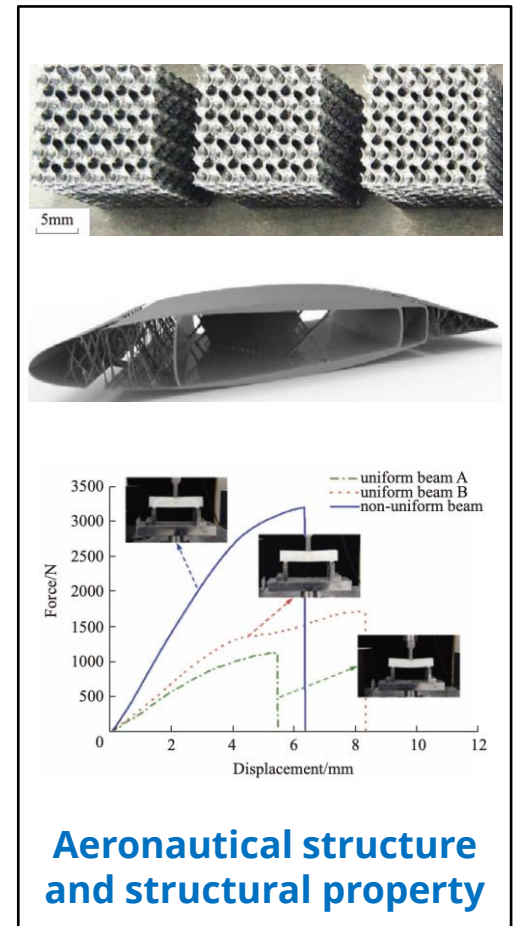 5mm
uniform beam A
uniform beam B
non-uniform beam
3500
3000
2500
2000
1500
1000
500
0
2
4
6
8
10
12
Force/N
Displacement/mm
Aeronautical structure
and structural property